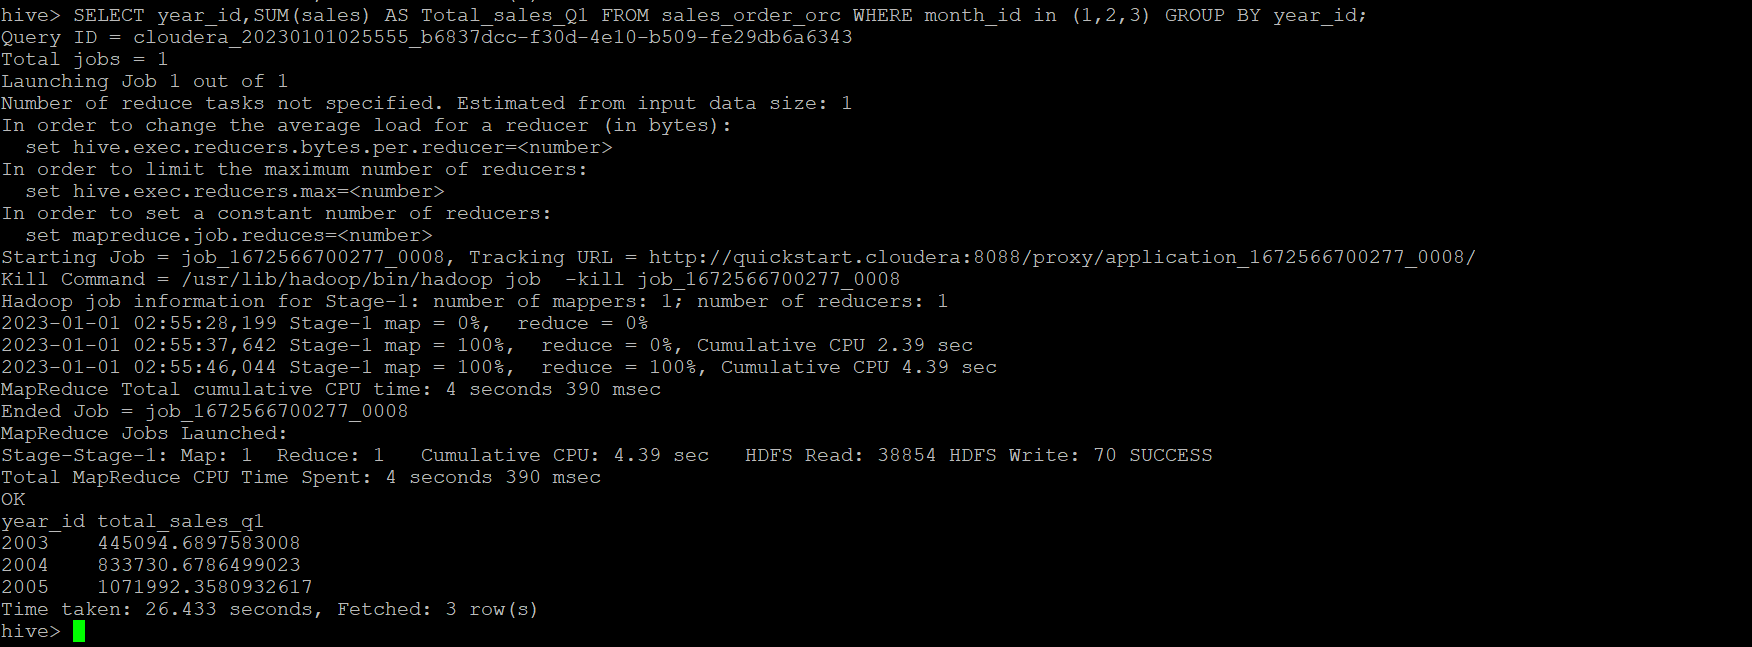 hive> SELECT year_id,SUM(sales) AS Total_sales_Q1 FROM sales_order_orc WHERE month_id in (1,2,3) GROUP BY year_id;
Query ID = cloudera_20230101025555_b6837dcc-f30d-4e10-b509-fe29db6a6343
Total jobs = 1
Launching Job 1 out of 1
Number of reduce tasks not specified. Estimated from input data size: 1
In order to change the average load for a reducer (in bytes):
  set hive.exec.reducers.bytes.per.reducer=<number>
In order to limit the maximum number of reducers:
  set hive.exec.reducers.max=<number>
In order to set a constant number of reducers:
  set mapreduce.job.reduces=<number>
Starting Job = job_1672566700277_0008, Tracking URL = http://quickstart.cloudera:8088/proxy/application_1672566700277_0008/
Kill Command = /usr/lib/hadoop/bin/hadoop job  -kill job_1672566700277_0008
Hadoop job information for Stage-1: number of mappers: 1; number of reducers: 1
2023-01-01 02:55:28,199 Stage-1 map = 0%,  reduce = 0%
2023-01-01 02:55:37,642 Stage-1 map = 100%,  reduce = 0%, Cumulative CPU 2.39 sec
2023-01-01 02:55:46,044 Stage-1 map = 100%,  reduce = 100%, Cumulative CPU 4.39 sec
MapReduce Total cumulative CPU time: 4 seconds 390 msec
Ended Job = job_1672566700277_0008
MapReduce Jobs Launched:
Stage-Stage-1: Map: 1  Reduce: 1   Cumulative CPU: 4.39 sec   HDFS Read: 38854 HDFS Write: 70 SUCCESS
Total MapReduce CPU Time Spent: 4 seconds 390 msec
OK
year_id total_sales_q1
2003    445094.6897583008
2004    833730.6786499023
2005    1071992.3580932617
Time taken: 26.433 seconds, Fetched: 3 row(s)
hive>